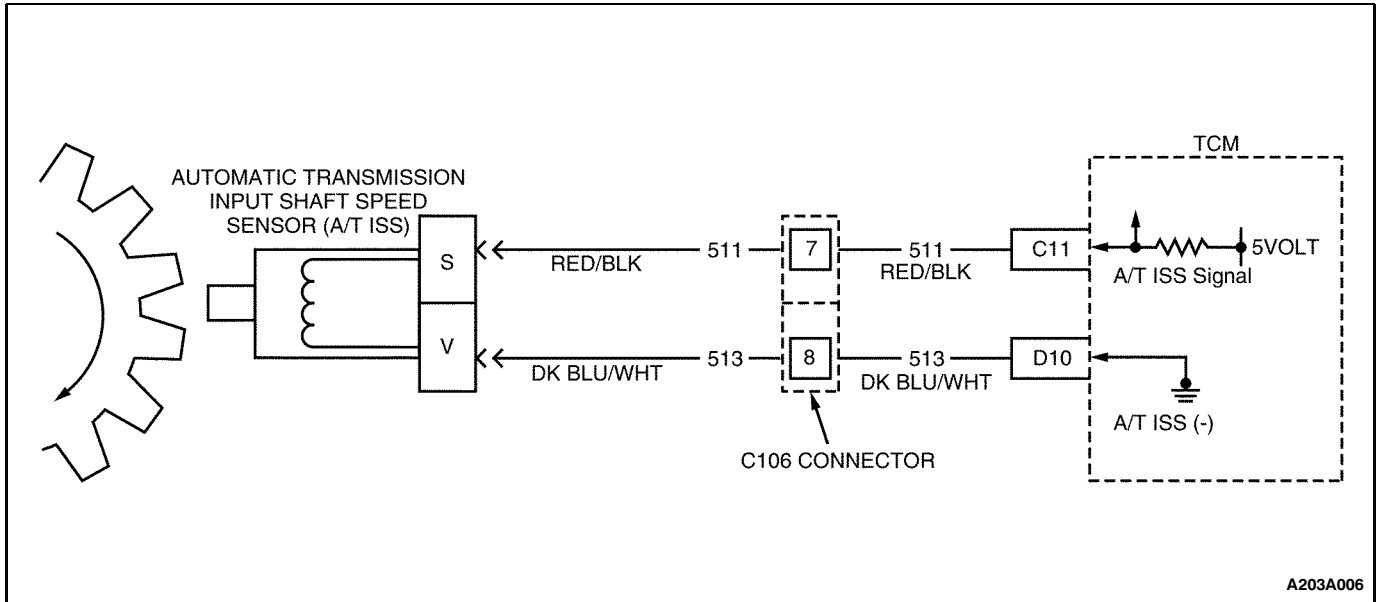 TCM
AUTOMATIC TRANSMISSION
INPUT SHAFT SPEED
SENSOR (A/T ISS)
S
511
RED/BLK
7
511
RED/BLK
C11
5VOLT
A/T ISS Signal
V
513
DK BLU/WHT
8
513
DK BLU/WHT
D10
A/T ISS (-)
C106 CONNECTOR
A203A006